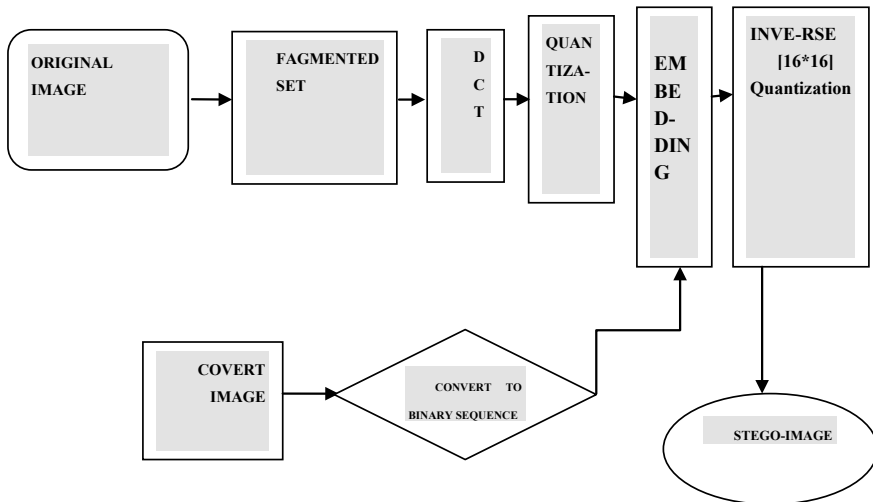 ORIGINAL
IMAGE
FAGMENTED
SET
D
C
T
QUAN
TIZA-
TION
EM
BE
D-
DIN
G
INVE-RSE
[16*16]
Quantization
COVERT
IMAGE
CONVERT TO
BINARY SEQUENCE
STEGO-IMAGE